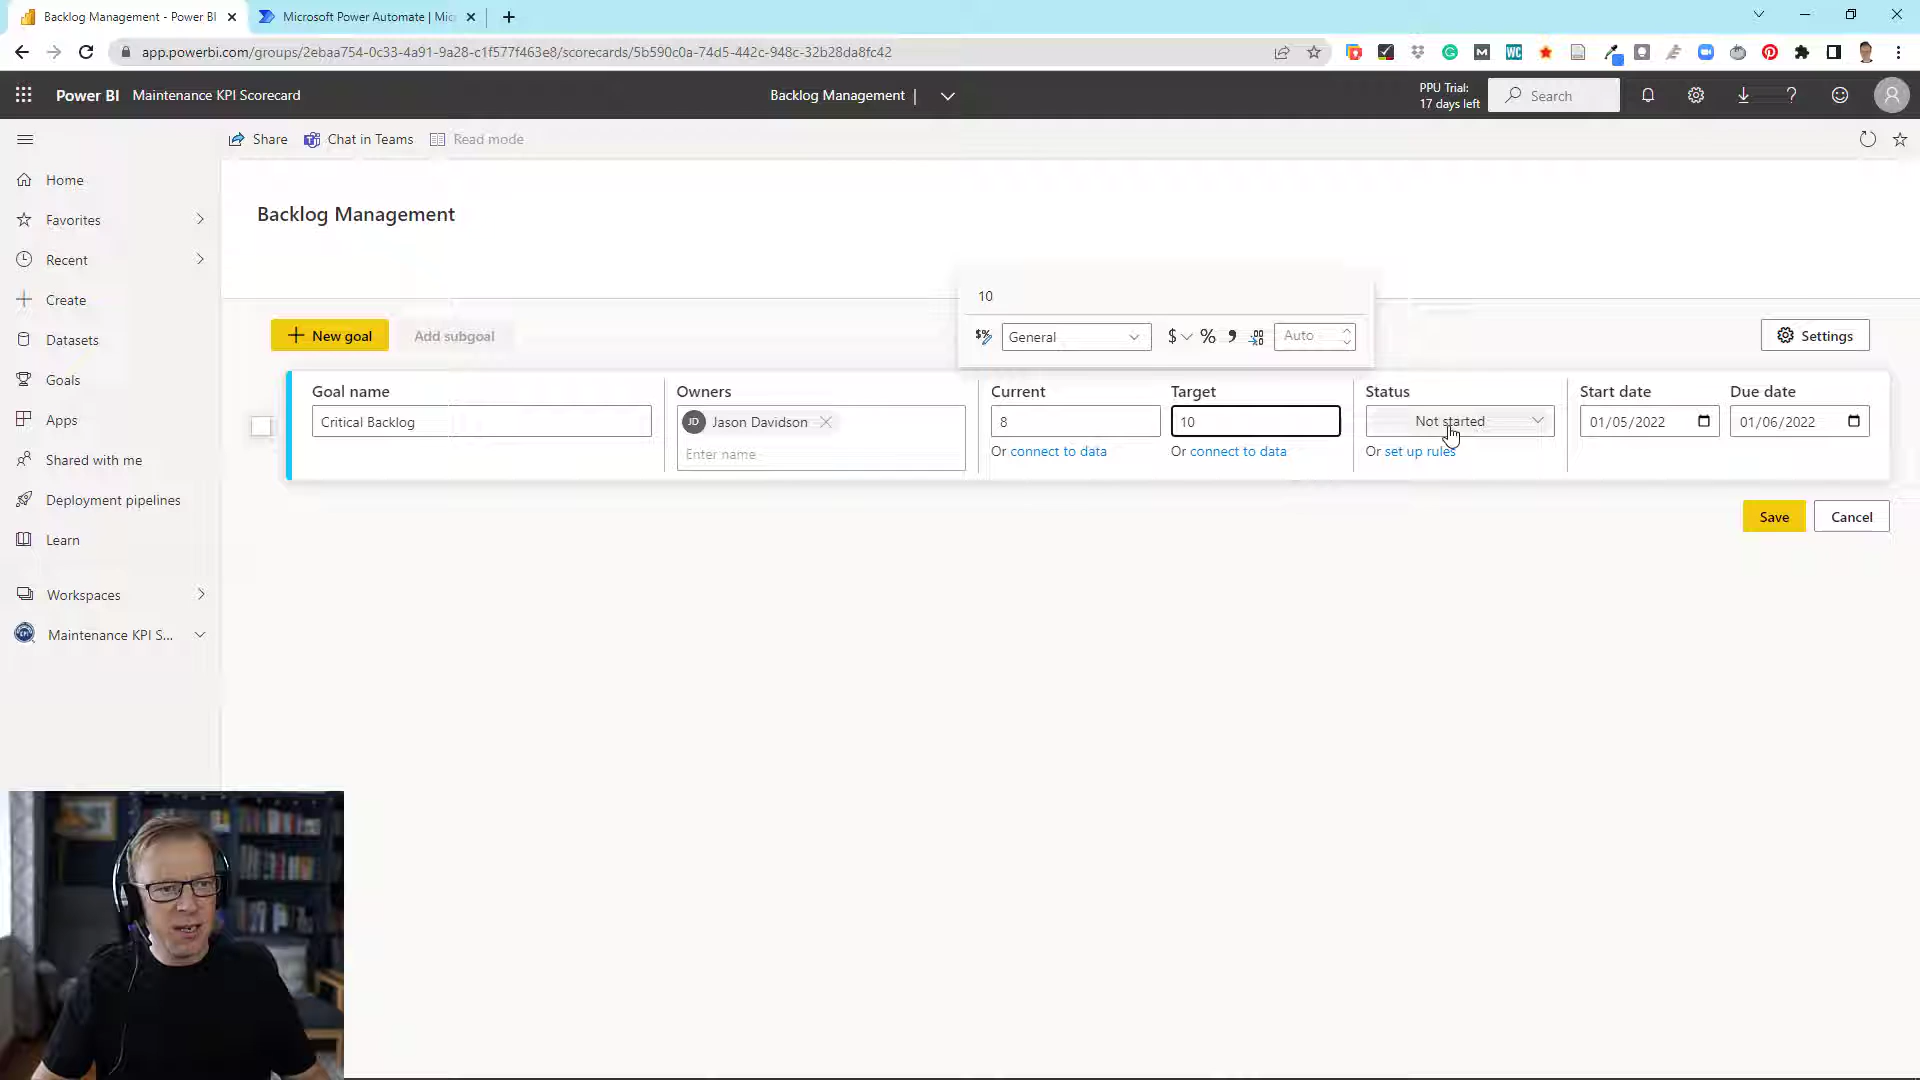 Backlog Management - Power BI
Microsoft Power Automate | Mic
app.powerbi.com/groups/2ebaa754-0c33-4a91-9a28-c1f577f463e8/scorecards/5b590c0a-74d5-442c-948c-32b28da8fc42
Power BI Maintenance KPI Scorecard
Backlog Management |
PPU Trial:
17 days left
Search
Share
Chat in Teams
Read mode
Home
Favorites
Recent
Create
Datasets
Goals
Apps
Shared with me
Deployment pipelines
Learn
Workspaces
Maintenance KPI S...
Backlog Management
10
General
$ % , Auto
New goal
Add subgoal
Settings
Goal name
Owners
Current
Target
Status
Start date
Due date
Critical Backlog
JD Jason Davidson
Enter name
8
10
Not started
01/05/2022
01/06/2022
Or connect to data
Or connect to data
Or set up rules
Save
Cancel